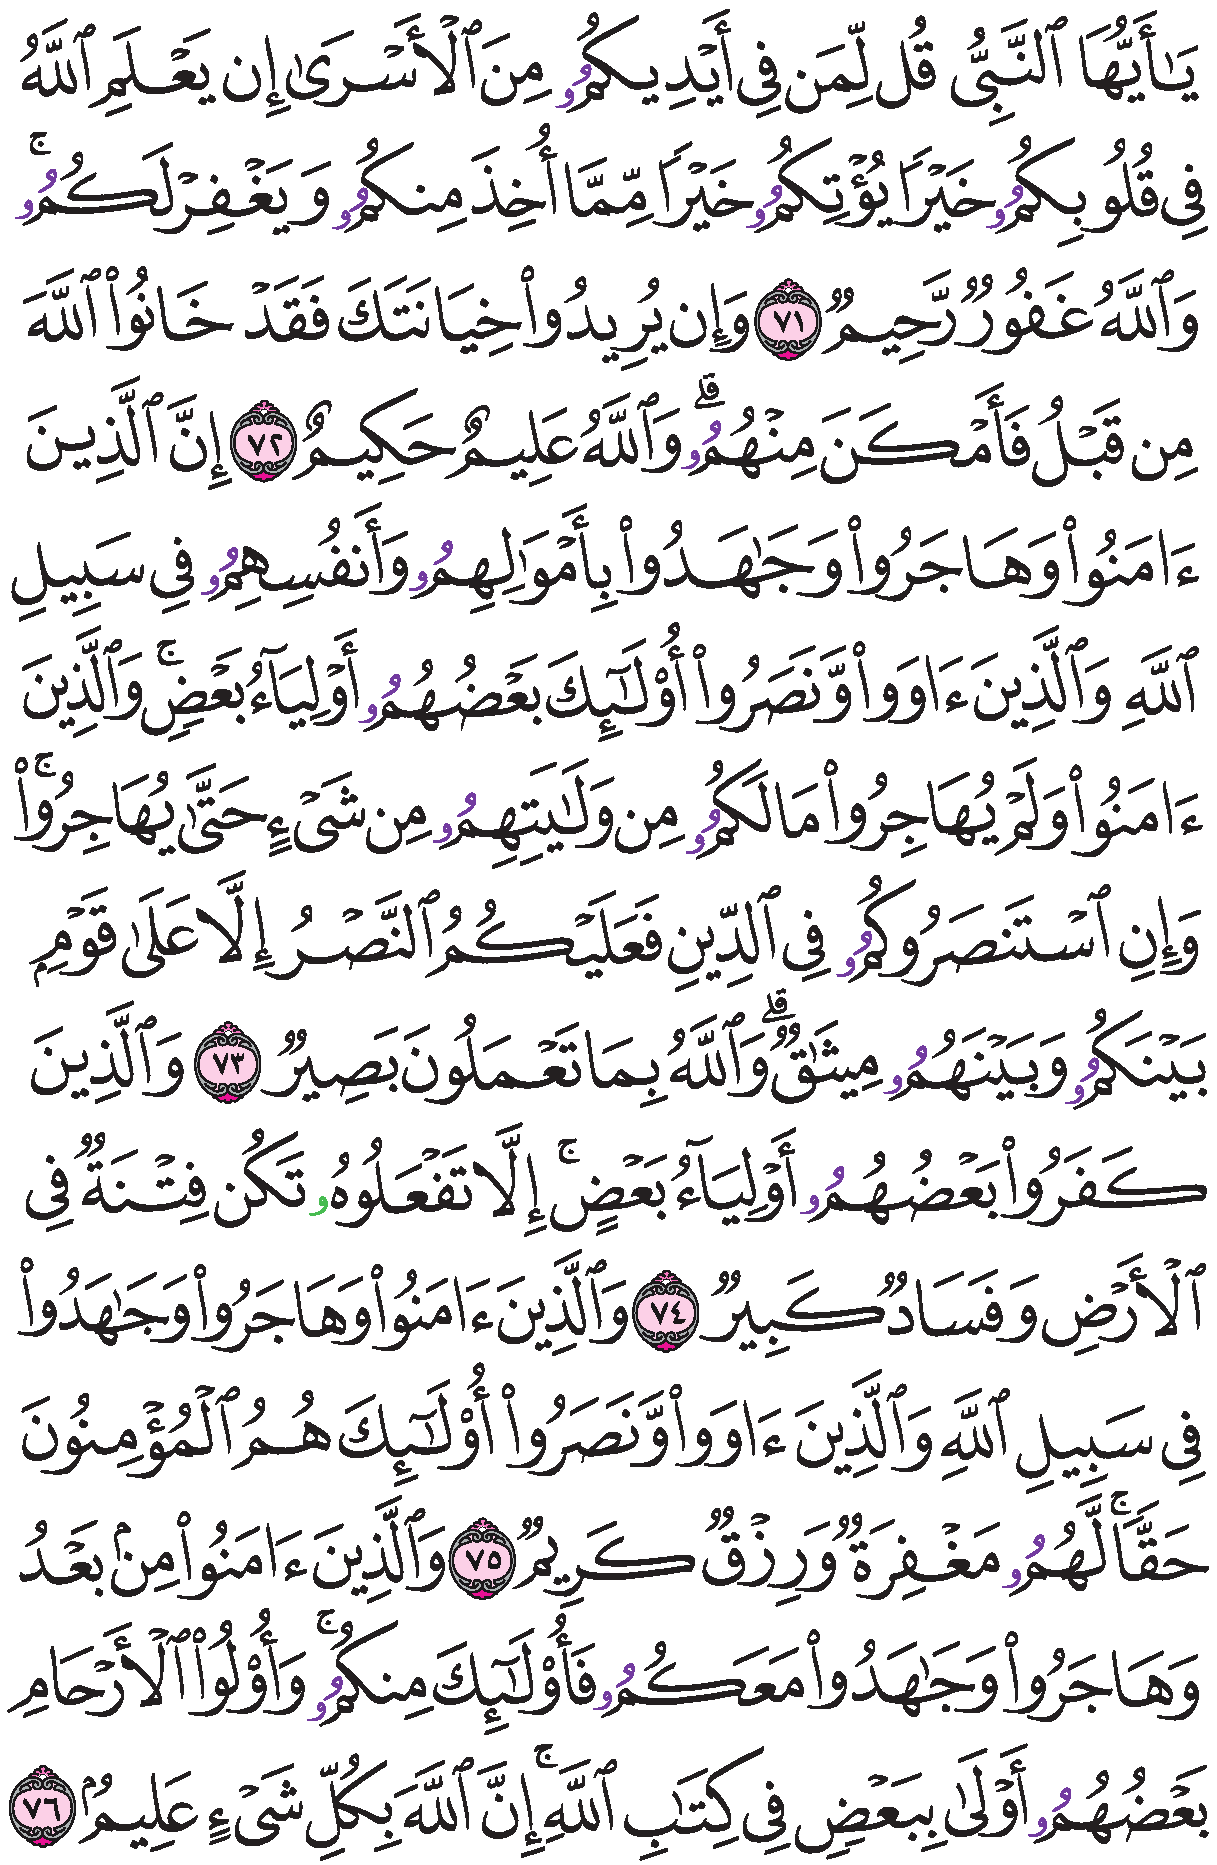 يَٰٓأَيُّهَا ٱلنَّبِيُّ قُل لِّمَن فِيٓ أَيۡدِيكُمُۥ مِنَ ٱلۡأَسۡرَىٰٓ إِن يَعۡلَمِ ٱللَّهُ
فِي قُلُوبِكُمُۥ خَيۡرٗا يُؤۡتِكُمُۥ خَيۡرٗا مِّمَّآ أُخِذَ مِنكُمُۥ وَيَغۡفِرۡ لَكُمُۥۚ
وَٱللَّهُ غَفُورٞ رَّحِيمٞ ٧١ وَإِن يُرِيدُواْ خِيَانَتَكَ فَقَدۡ خَانُواْ ٱللَّهَ
مِن قَبۡلُ فَأَمۡكَنَ مِنۡهُمُۥۗ وَٱللَّهُ عَلِيمٌ حَكِيمٌ ٧٢ إِنَّ ٱلَّذِينَ
ءَامَنُواْ وَهَاجَرُواْ وَجَٰهَدُواْ بِأَمۡوَٰلِهِمُۥ وَأَنفُسِهِمُۥ فِي سَبِيلِ
ٱللَّهِ وَٱلَّذِينَ ءَاوَواْ وَّنَصَرُوٓاْ أُوْلَٰٓئِكَ بَعۡضُهُمُۥ أَوۡلِيَآءُ بَعۡضٖۚ وَٱلَّذِينَ
ءَامَنُواْ وَلَمۡ يُهَاجِرُواْ مَا لَكُمُۥ مِن وَلَٰيَتِهِمُۥ مِن شَيۡءٍ حَتَّىٰ يُهَاجِرُواْۚ
وَإِنِ ٱسۡتَنصَرُوكُمُۥ فِي ٱلدِّينِ فَعَلَيۡكُمُ ٱلنَّصۡرُ إِلَّا عَلَىٰ قَوۡمِۭ
بَيۡنَكُمُۥ وَبَيۡنَهُمُۥ مِيثَٰقٞۗ وَٱللَّهُ بِمَا تَعۡمَلُونَ بَصِيرٞ ٧٣ وَٱلَّذِينَ
كَفَرُواْ بَعۡضُهُمُۥٓ أَوۡلِيَآءُ بَعۡضٍۚ إِلَّا تَفۡعَلُوهُۥ تَكُن فِتۡنَةٞ فِي
ٱلۡأَرۡضِ وَفَسَادٞ كَبِيرٞ ٧٤ وَٱلَّذِينَ ءَامَنُواْ وَهَاجَرُواْ وَجَٰهَدُواْ
فِي سَبِيلِ ٱللَّهِ وَٱلَّذِينَ ءَاوَواْ وَّنَصَرُوٓاْ أُوْلَٰٓئِكَ هُمُ ٱلۡمُؤۡمِنُونَ
حَقّٗاۚ لَّهُمُۥ مَغۡفِرَةٞ وَرِزۡقٞ كَرِيمٞ ٧٥ وَٱلَّذِينَ ءَامَنُواْ مِنۢ بَعۡدُ
وَهَاجَرُواْ وَجَٰهَدُواْ مَعَكُمُۥ فَأُوْلَٰٓئِكَ مِنكُمُۥۚ وَأُوْلُواْ ٱلۡأَرۡحَامِ
بَعۡضُهُمُۥٓ أَوۡلَىٰ بِبَعۡضٖ فِي كِتَٰبِ ٱللَّهِۚ إِنَّ ٱللَّهَ بِكُلِّ شَيۡءٍ عَلِيمُۢ ٧٦